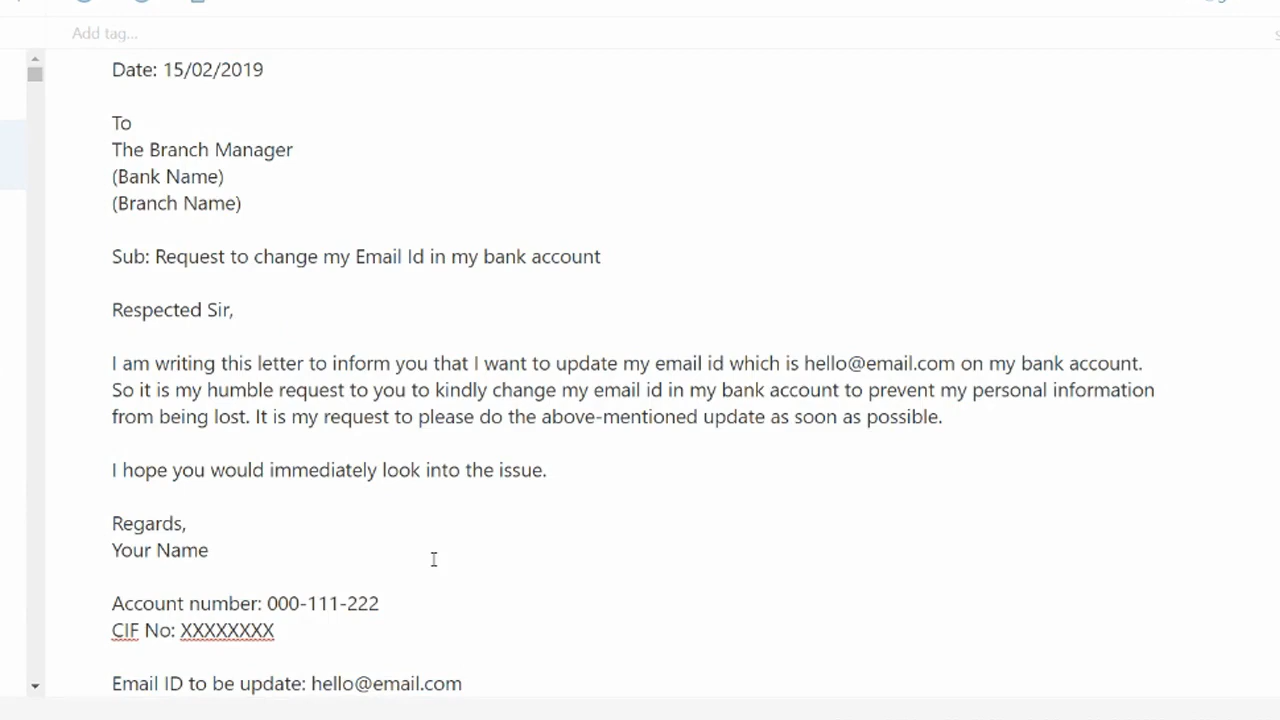 Add tag...
Date: 15/02/2019
To
The Branch Manager
(Bank Name)
(Branch Name)
Sub: Request to change my Email Id in my bank account
Respected Sir,
I am writing this letter to inform you that I want to update my email id which is hello@email.com on my bank account.
So it is my humble request to you to kindly change my email id in my bank account to prevent my personal information
from being lost. It is my request to please do the above-mentioned update as soon as possible.
I hope you would immediately look into the issue.
Regards,
Your Name
Account number: 000-111-222
CIF No: XXXXXXXX
Email ID to be update: hello@email.com